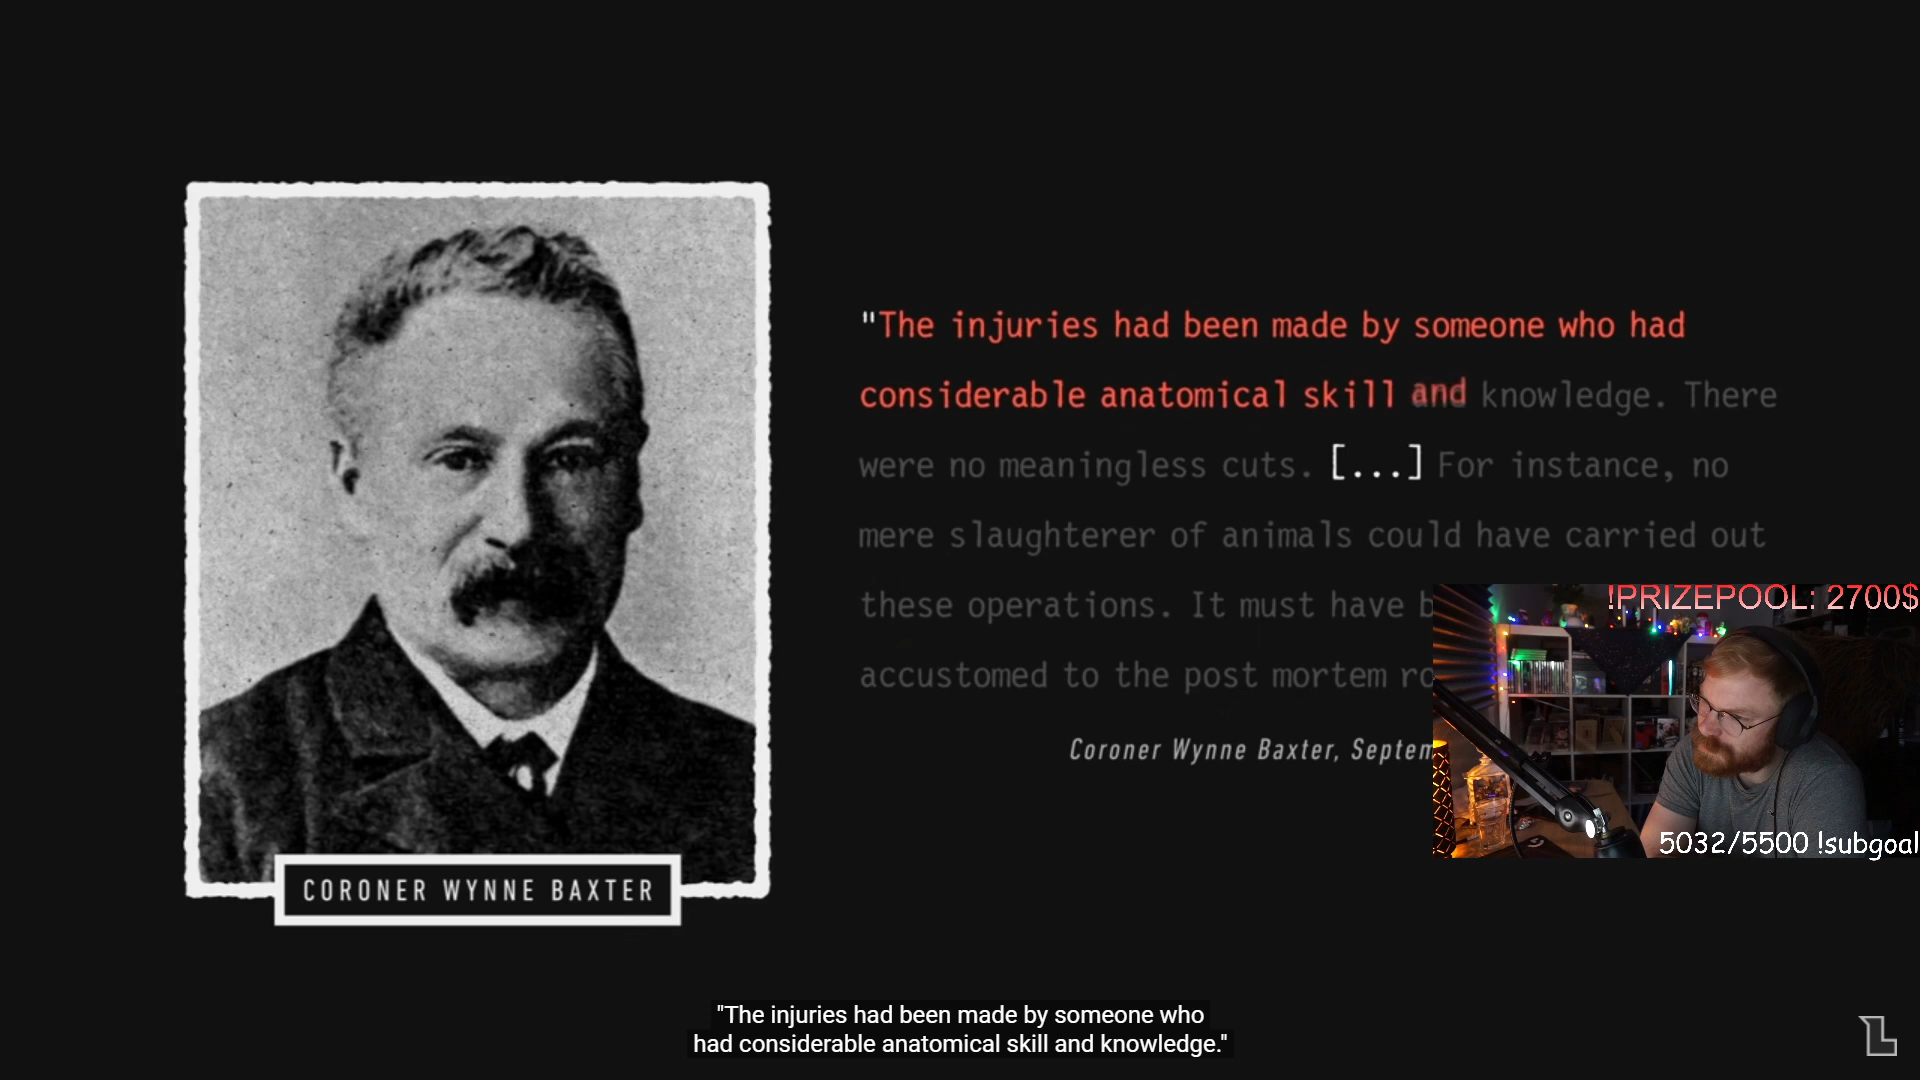 "The injuries had been made by someone who had
considerable anatomical skill and knowledge. There
were no meaningless cuts. [...] For instance, no
mere slaughterer of animals could have carried out
these operations. It must have
accustomed to the post mortem
Coroner Wynne Baxter,
CORONER WYNNE BAXTER
!PRIZEPOOL: 2700$
5032/5500 !subgoal
"The injuries had been made by someone who
had considerable anatomical skill and knowledge."